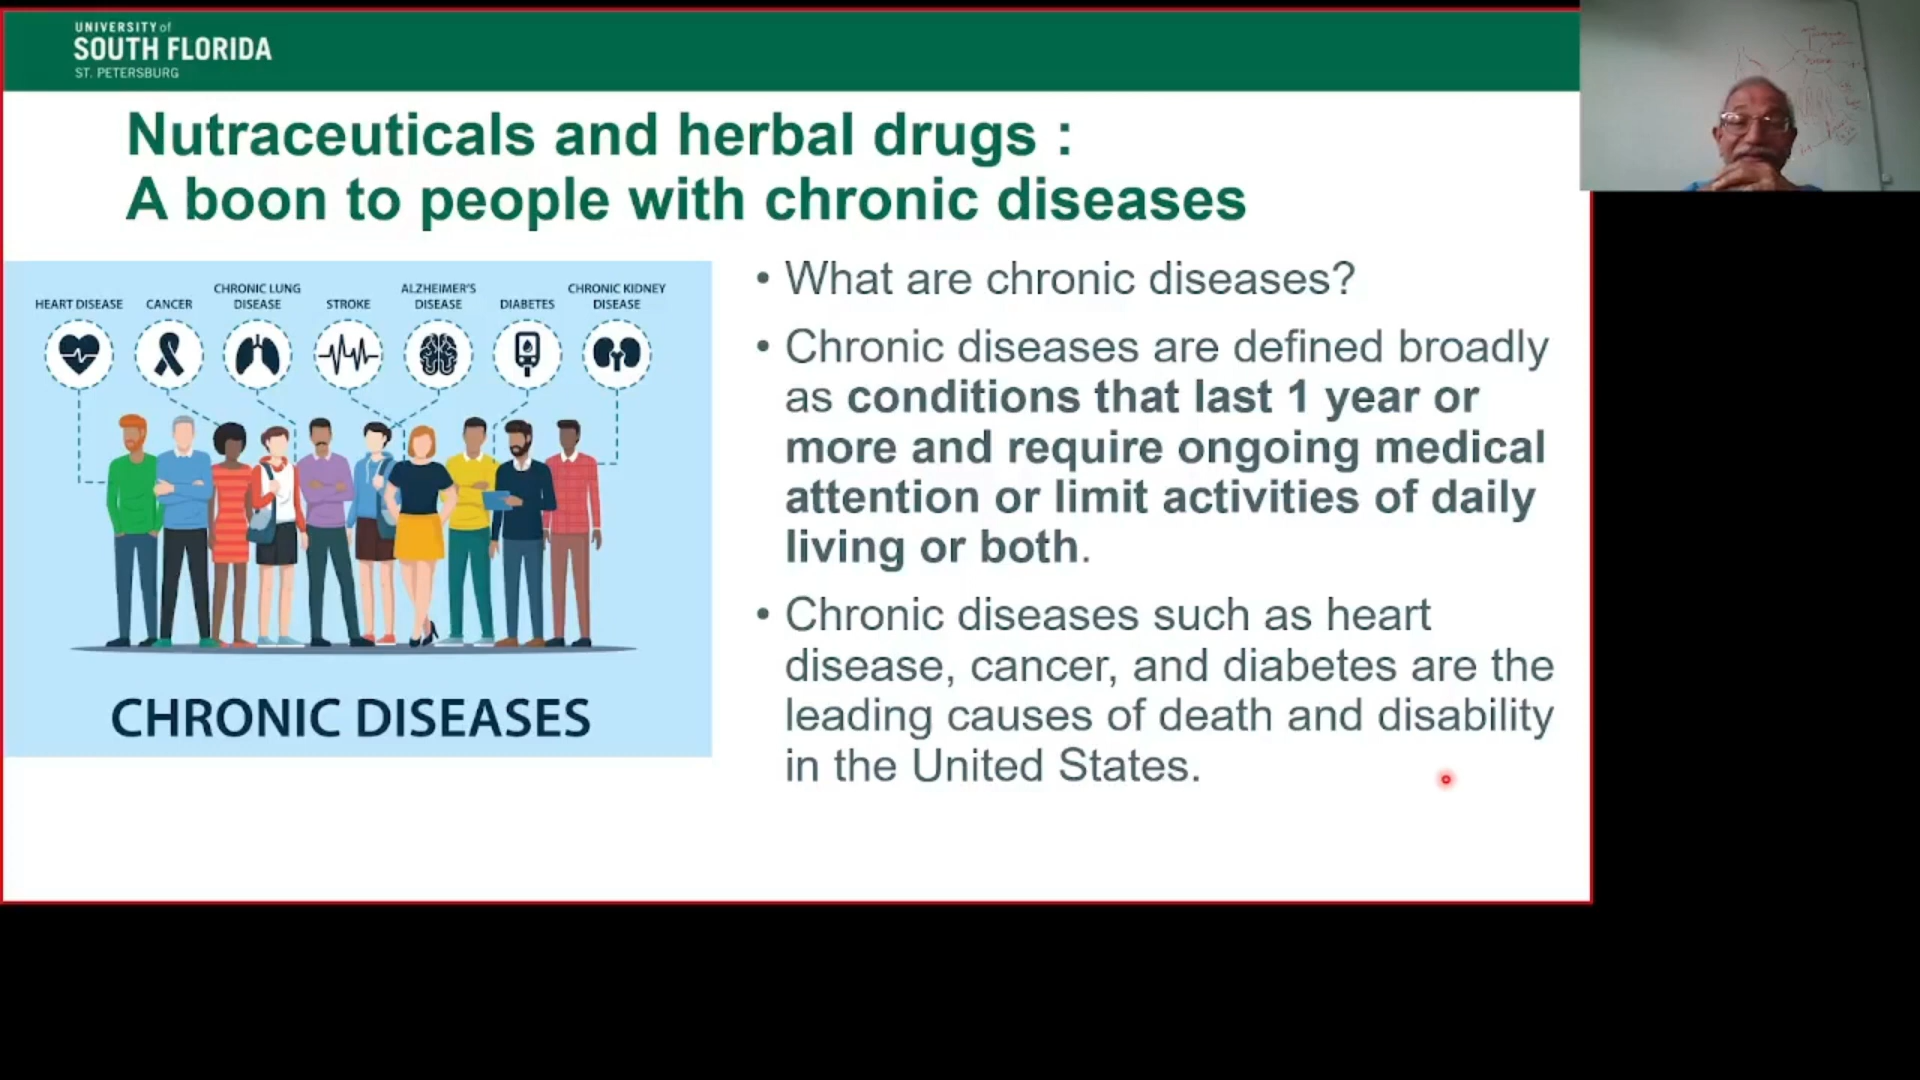 UNIVERSITY of
SOUTH FLORIDA
ST. PETERSBURG
Nutraceuticals and herbal drugs :
A boon to people with chronic diseases
HEART DISEASE
CANCER
CHRONIC LUNG
DISEASE
STROKE
ALZHEIMER'S
DISEASE
DIABETES
CHRONIC KIDNEY
DISEASE
CHRONIC DISEASES
• What are chronic diseases?
• Chronic diseases are defined broadly
as conditions that last 1 year or
more and require ongoing medical
attention or limit activities of daily
living or both.
• Chronic diseases such as heart
disease, cancer, and diabetes are the
leading causes of death and disability
in the United States.